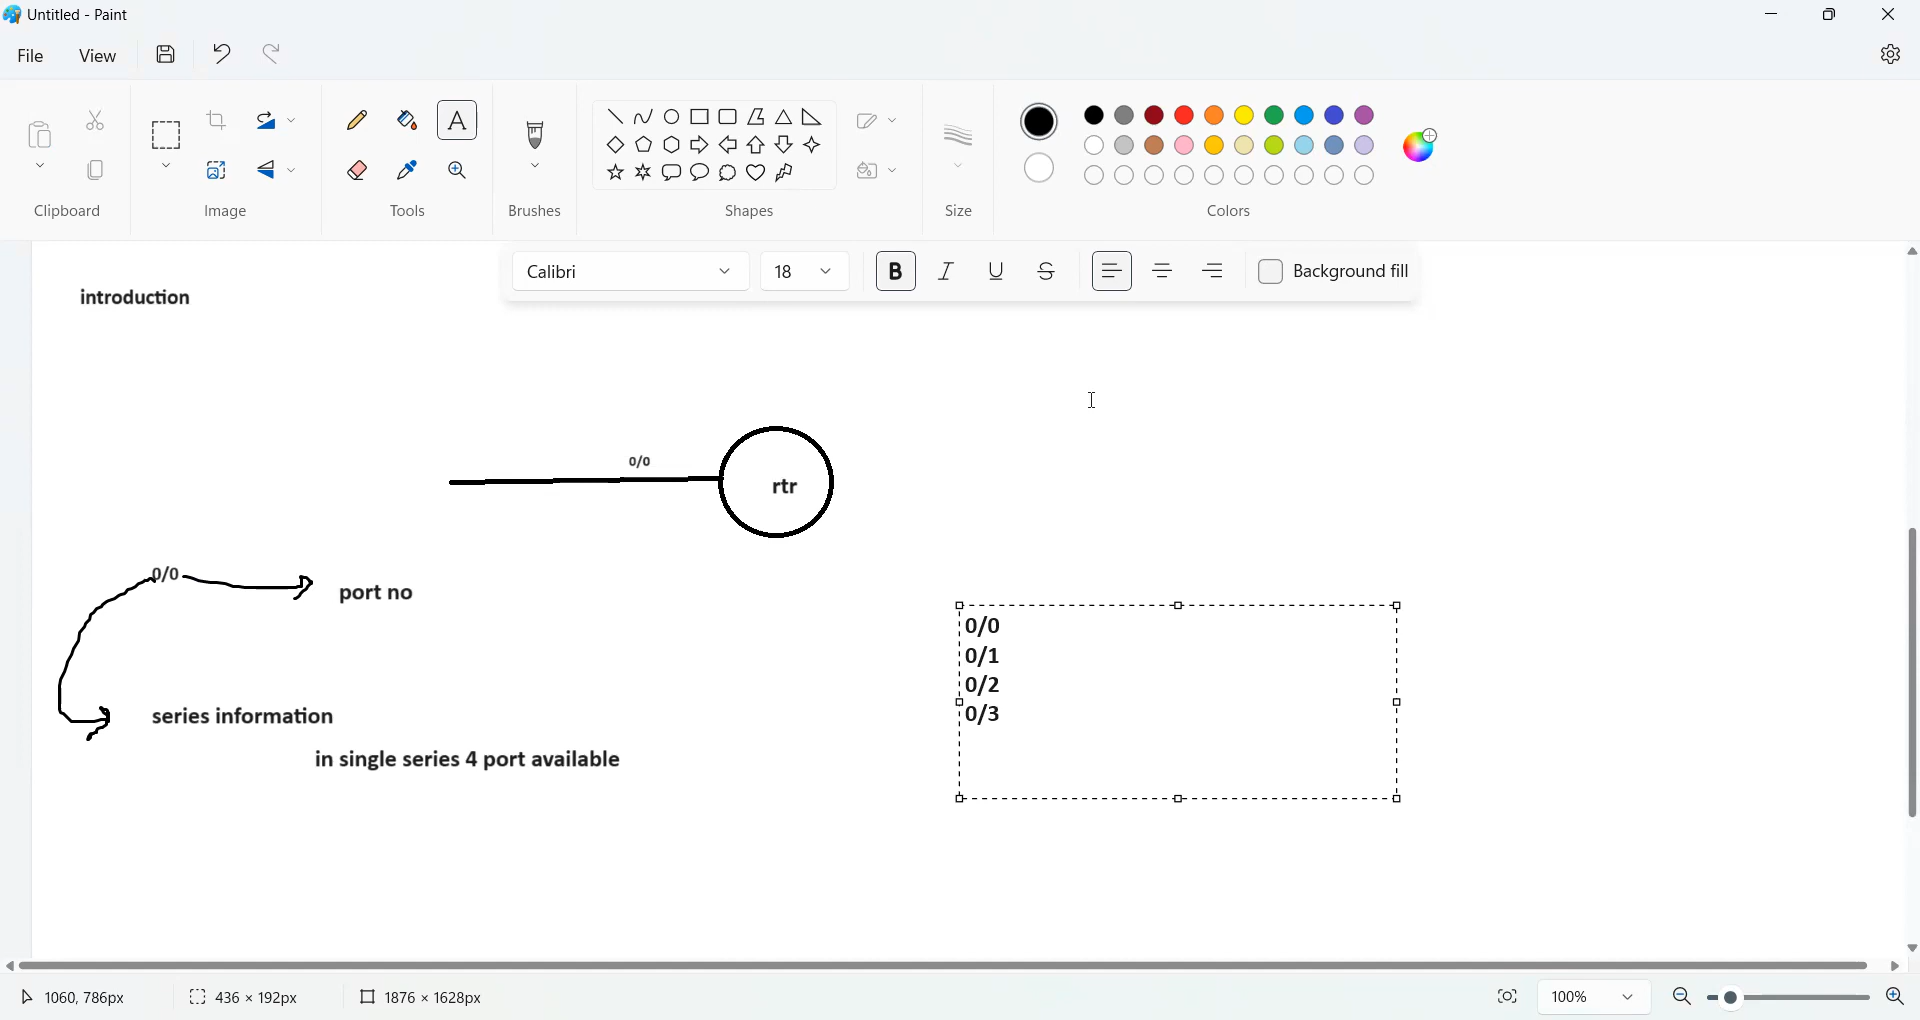 Untitled - Paint
File View
Clipboard
Image
Tools
Brushes
Shapes
Size
Colors
Calibri
18
B
I
U
S
Background fill
introduction
0/0
rtr
0/0
port no
series information
in single series 4 port available
0/0
0/1
0/2
0/3
1060, 786px
436 × 192px
1876 × 1628px
100%